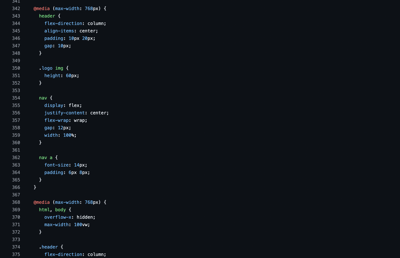 341
342 @media (max-width: 768px) {
343 header {
344 flex-direction: column;
345 align-items: center;
346 padding: 10px 20px;
347 gap: 10px;
348 }
349
350 .logo img {
351 height: 60px;
352 }
353
354 nav {
355 display: flex;
356 justify-content: center;
357 flex-wrap: wrap;
358 gap: 12px;
359 width: 100%;
360 }
361
362 nav a {
363 font-size: 14px;
364 padding: 6px 8px;
365 }
366 }
367
368 @media (max-width: 768px) {
369 html, body {
370 overflow-x: hidden;
371 max-width: 100vw;
372 }
373
374 .header {
375 flex-direction: column;